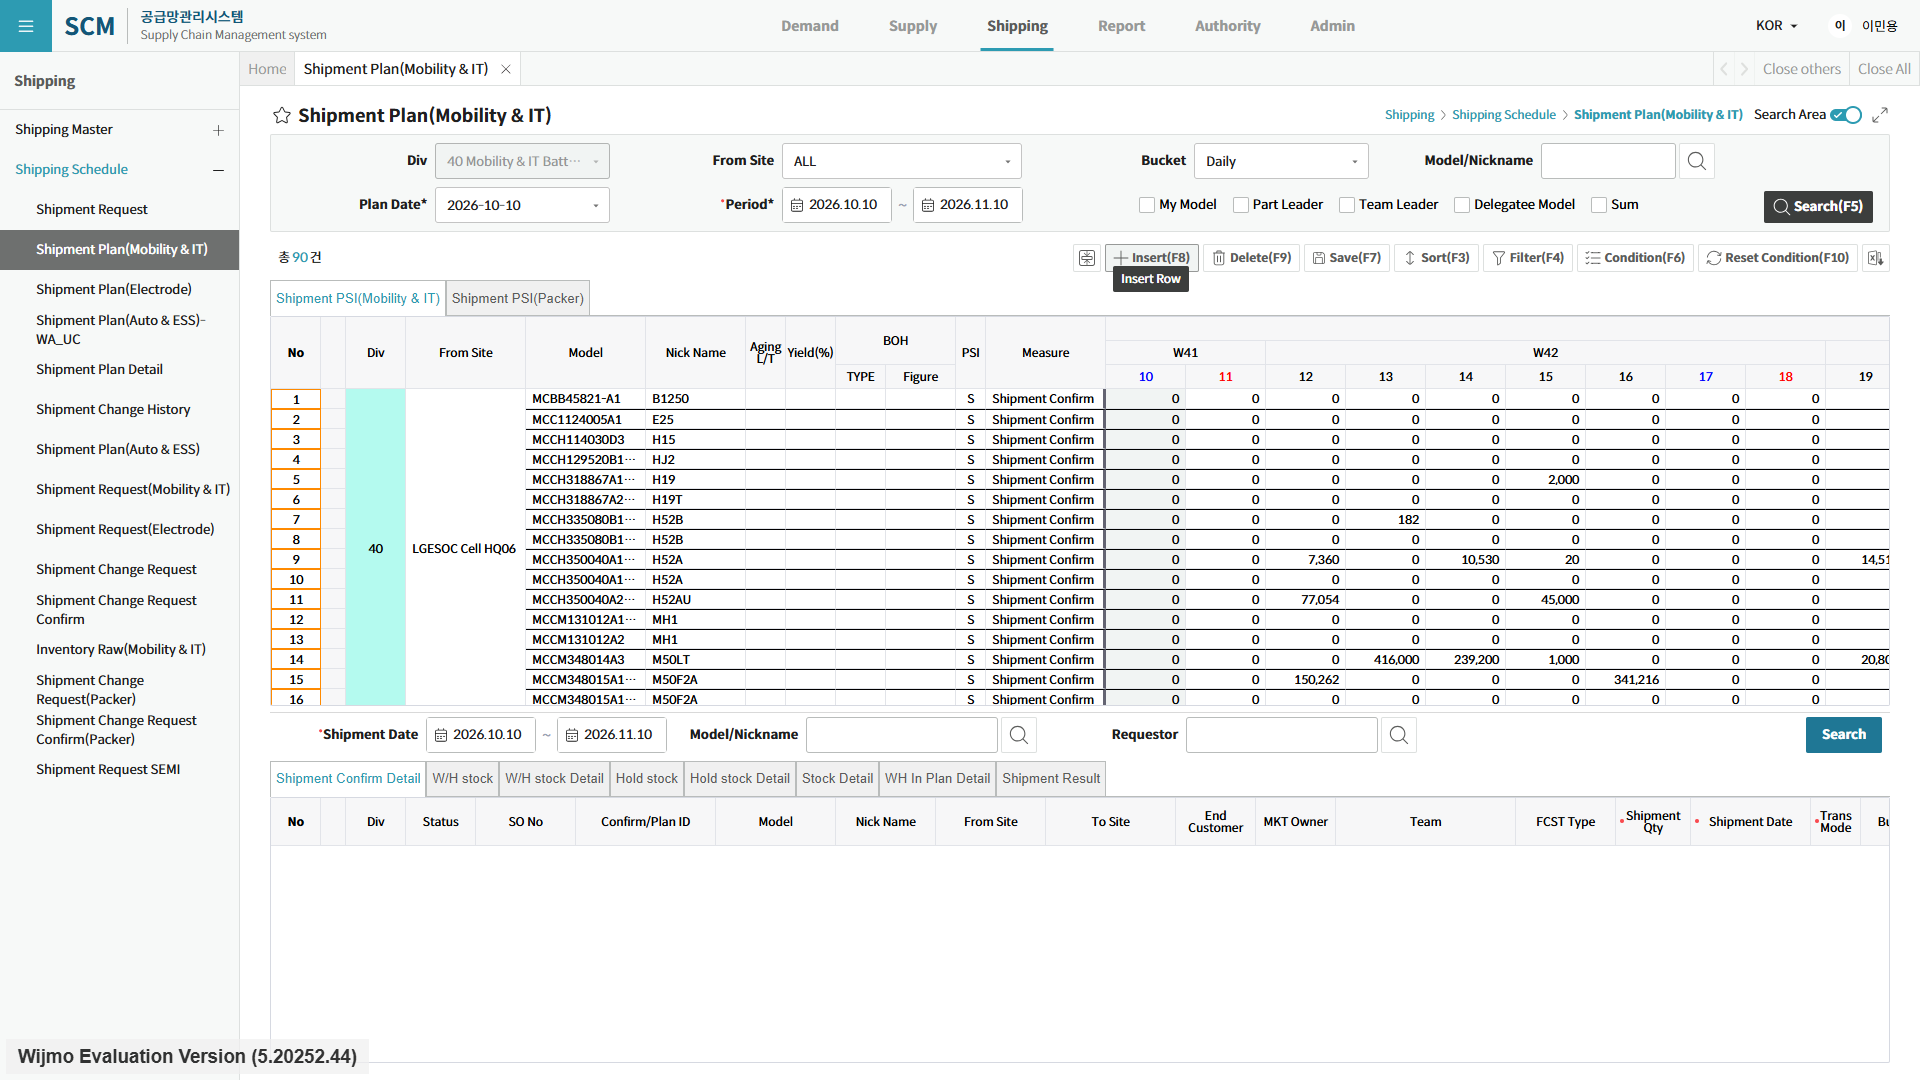 SCM
공급망관리시스템
Supply Chain Management system
Demand
Supply
Shipping
Report
Authority
Admin
KOR
이
이민용
Shipping
Home
Shipment Plan(Mobility & IT)
Close others
Close All
Shipping Master
Shipping Schedule
Shipment Request
Shipment Plan(Mobility & IT)
Shipment Plan(Electrode)
Shipment Plan(Auto & ESS)-
WA_UC
Shipment Plan Detail
Shipment Change History
Shipment Plan(Auto & ESS)
Shipment Request(Mobility & IT)
Shipment Request(Electrode)
Shipment Change Request
Shipment Change Request
Confirm
Inventory Raw(Mobility & IT)
Shipment Change
Request(Packer)
Shipment Change Request
Confirm(Packer)
Shipment Request SEMI
Shipment Plan(Mobility & IT)
Shipping > Shipping Schedule > Shipment Plan(Mobility & IT)
Search Area
Div 40 Mobility & IT Batt···
From Site ALL
Bucket Daily
Model/Nickname
Plan Date* 2026-10-10
*Period* 2026.10.10 ~ 2026.11.10
My Model Part Leader Team Leader Delegatee Model Sum
Search(F5)
총 90 건
Insert(F8) Delete(F9) Save(F7) Sort(F3) Filter(F4) Condition(F6) Reset Condition(F10)
Insert Row
Shipment PSI(Mobility & IT) Shipment PSI(Packer)
No Div From Site Model Nick Name Aging L/T Yield(%) BOH TYPE Figure PSI Measure
W41 W42
10 11 12 13 14 15 16 17 18 19
40
LGESOC Cell HQ06
1 MCBB45821-A1 B1250 S Shipment Confirm 0 0 0 0 0 0 0 0 0
2 MCC1124005A1 E25 S Shipment Confirm 0 0 0 0 0 0 0 0 0
3 MCCH114030D3 H15 S Shipment Confirm 0 0 0 0 0 0 0 0 0
4 MCCH129520B1··· HJ2 S Shipment Confirm 0 0 0 0 0 0 0 0 0
5 MCCH318867A1··· H19 S Shipment Confirm 0 0 0 0 0 2,000 0 0 0
6 MCCH318867A2··· H19T S Shipment Confirm 0 0 0 0 0 0 0 0 0
7 MCCH335080B1··· H52B S Shipment Confirm 0 0 0 182 0 0 0 0 0
8 MCCH335080B1··· H52B S Shipment Confirm 0 0 0 0 0 0 0 0 0
9 MCCH350040A1··· H52A S Shipment Confirm 0 0 7,360 0 10,530 20 0 0 0 14,51
10 MCCH350040A1··· H52A S Shipment Confirm 0 0 0 0 0 0 0 0 0
11 MCCH350040A2··· H52AU S Shipment Confirm 0 0 77,054 0 0 45,000 0 0 0
12 MCCM131012A1··· MH1 S Shipment Confirm 0 0 0 0 0 0 0 0 0
13 MCCM131012A2 MH1 S Shipment Confirm 0 0 0 0 0 0 0 0 0
14 MCCM348014A3 M50LT S Shipment Confirm 0 0 0 416,000 239,200 1,000 0 0 0 20,80
15 MCCM348015A1··· M50F2A S Shipment Confirm 0 0 150,262 0 0 0 341,216 0 0
16 MCCM348015A1··· M50F2A S Shipment Confirm 0 0 0 0 0 0 0 0 0
*Shipment Date 2026.10.10 ~ 2026.11.10
Model/Nickname
Requestor
Search
Shipment Confirm Detail W/H stock W/H stock Detail Hold stock Hold stock Detail Stock Detail WH In Plan Detail Shipment Result
No Div Status SO No Confirm/Plan ID Model Nick Name From Site To Site End Customer MKT Owner Team FCST Type Shipment Qty Shipment Date Trans Mode
Wijmo Evaluation Version (5.20252.44)